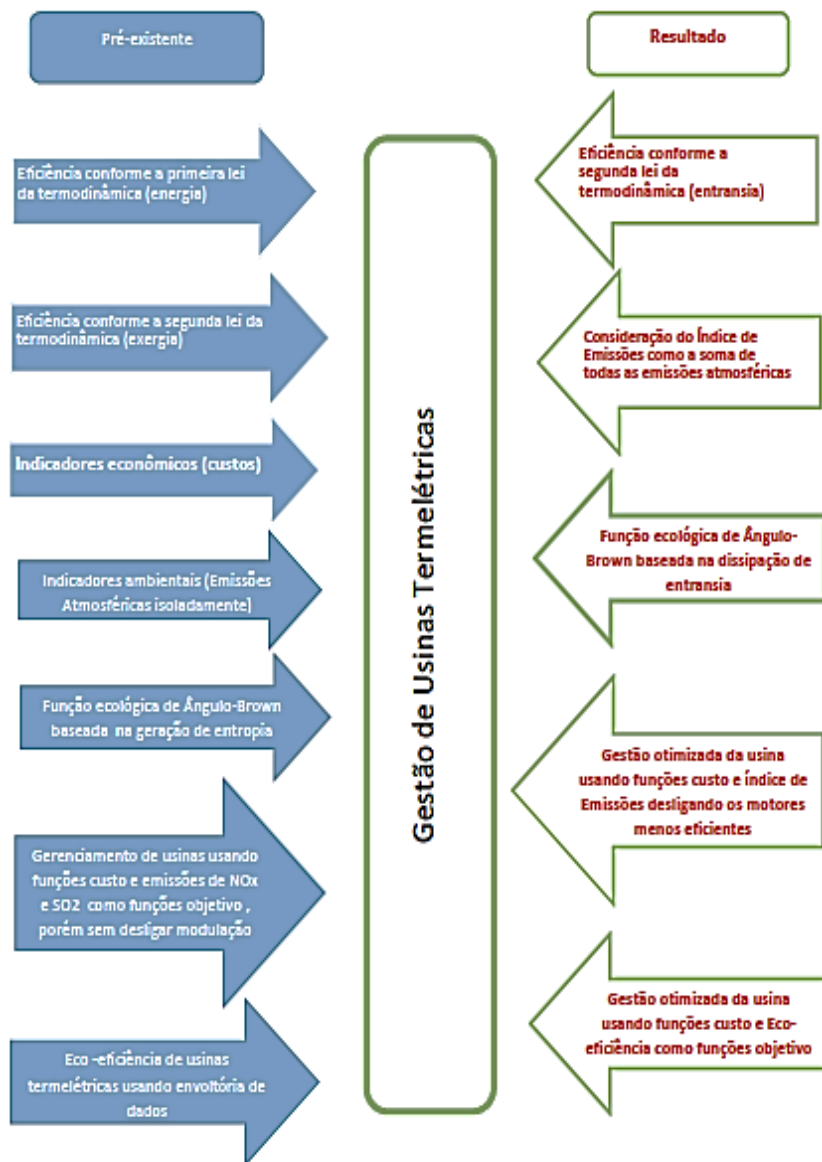 Pré-existente
Eficiência conforme a primeira lei
da termodinâmica (energia)
Eficiência conforme a segunda lei da
termodinâmica (exergia)
Indicadores econômicos (custos)
Indicadores ambientais (Emissões
Atmosféricas isoladamente)
Função ecológica de Ângulo-Brown
baseada na geração de entropia
Gerenciamento de usinas usando
funções custo e emissões de NOx
e SO2 como funções objetivo ,
porém sem desligar modulação
Eco -eficiência de usinas
termelétricas usando envoltória de
dados
Gestão de Usinas Termelétricas
Resultado
Eficiência conforme a
segunda lei da
termodinâmica (entransia)
Consideração do Índice de
Emissões como a soma de
todas as emissões atmosféricas
Função ecológica de Ângulo-
Brown baseada na dissipação de
entransia
Gestão otimizada da usina
usando funções custo e índice de
Emissões desligando os motores
menos eficientes
Gestão otimizada da usina
usando funções custo e Eco-
eficiência como funções objetivo